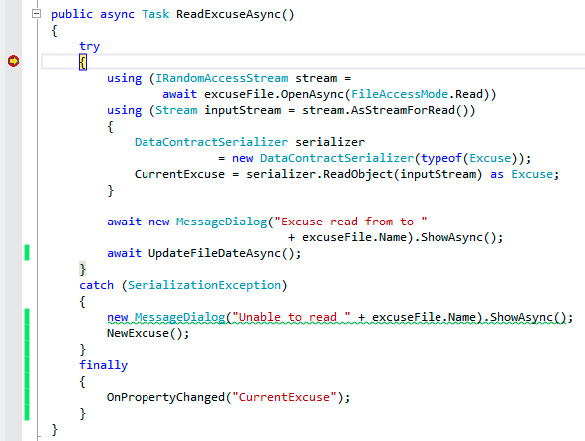 public async Task ReadExcuseAsync()
{
    try
    {
        using (IRandomAccessStream stream =
                await excuseFile.OpenAsync(FileAccessMode.Read))
        using (Stream inputStream = stream.AsStreamForRead())
        {
            DataContractSerializer serializer
                        = new DataContractSerializer(typeof(Excuse));
            CurrentExcuse = serializer.ReadObject(inputStream) as Excuse;
        }

        await new MessageDialog("Excuse read from to "
                                  + excuseFile.Name).ShowAsync();
        await UpdateFileDateAsync();
    }
    catch (SerializationException)
    {
        new MessageDialog("Unable to read " + excuseFile.Name).ShowAsync();
        NewExcuse();
    }
    finally
    {
        OnPropertyChanged("CurrentExcuse");
    }
}